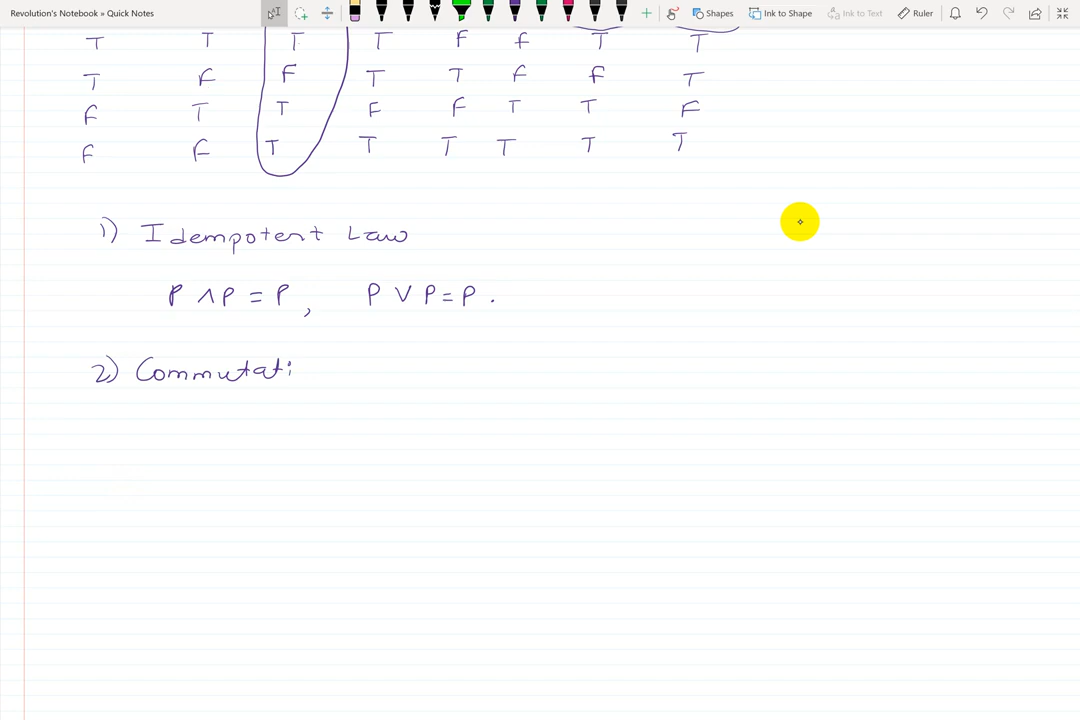 Revolution's Notebook » Quick Notes
Shapes Ink to Shape Ink to Text Ruler
T T T T F f T T
T F F T T F F T
F T T F F T T F
F F T T T T T T
1) Idempotent Law
P ∧ P = P , P ∨ P = P .
2) Commutati